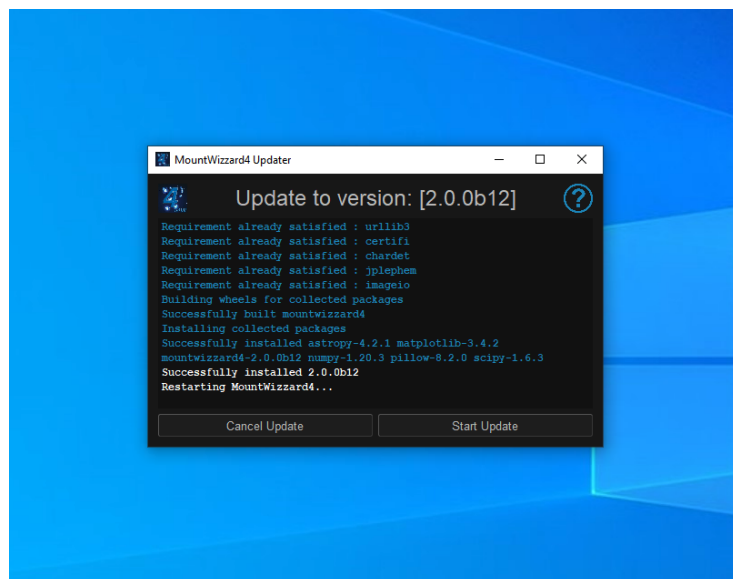 MountWizzard4 Updater
Update to version: [2.0.0b12]
Requirement already satisfied : urllib3
Requirement already satisfied : certifi
Requirement already satisfied : chardet
Requirement already satisfied : jplephem
Requirement already satisfied : imageio
Building wheels for collected packages
Successfully built mountwizzard4
Installing collected packages
Successfully installed astropy-4.2.1 matplotlib-3.4.2
mountwizzard4-2.0.0b12 numpy-1.20.3 pillow-8.2.0 scipy-1.6.3
Successfully installed 2.0.0b12
Restarting MountWizzard4...
Cancel Update
Start Update